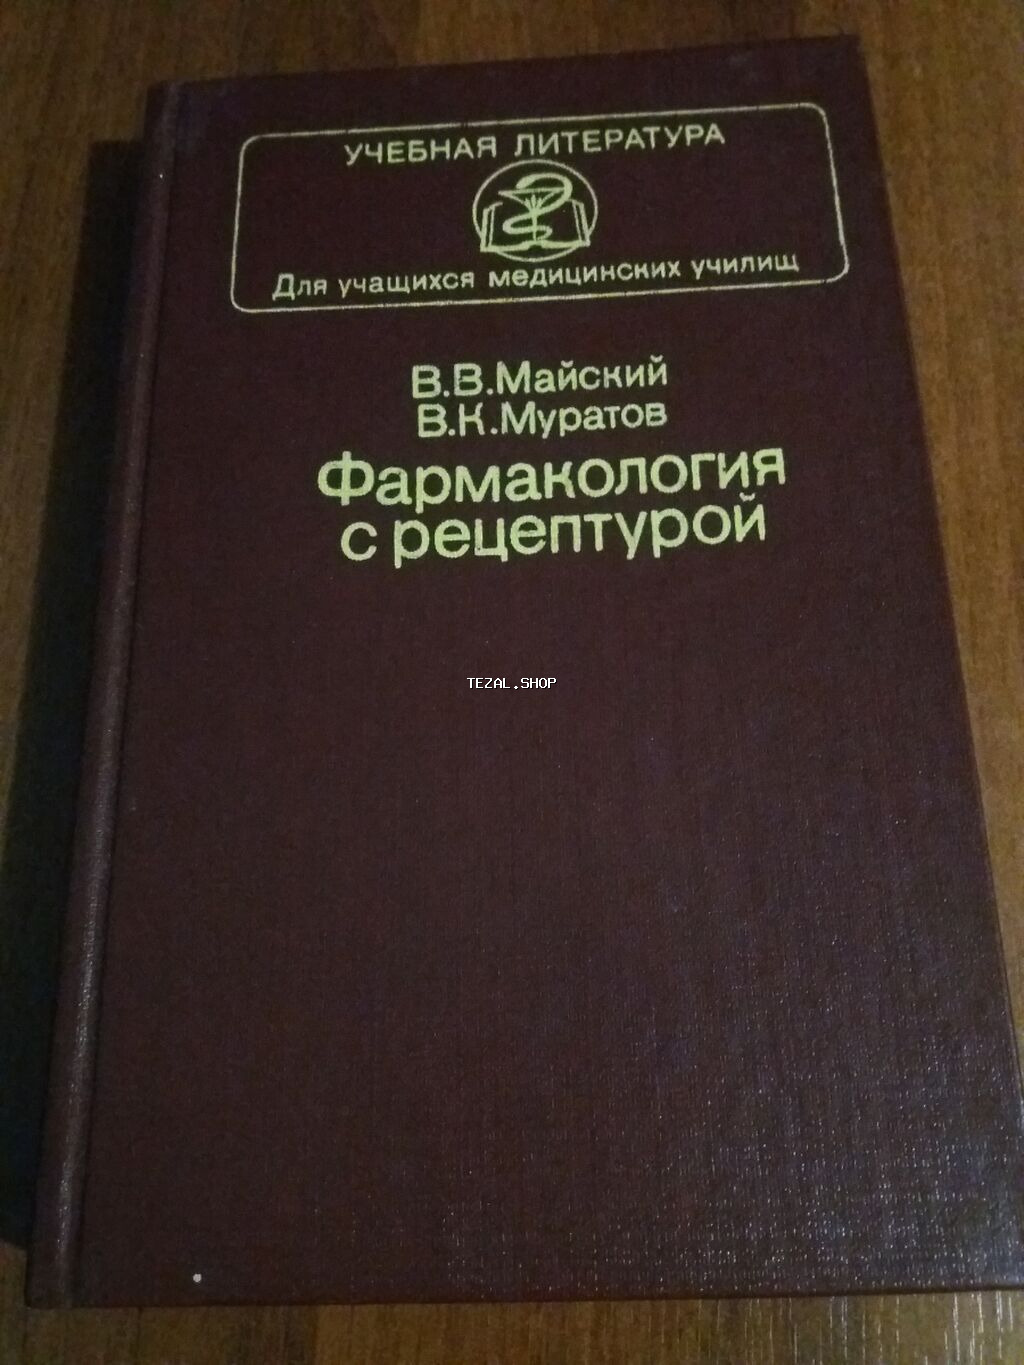 УЧЕБНАЯ ЛИТЕРАТУРА
Для учащихся медицинских училищ
В.В.Майский
В.К.Муратов
Фармакология
с рецептурой
TEZAL.SHOP